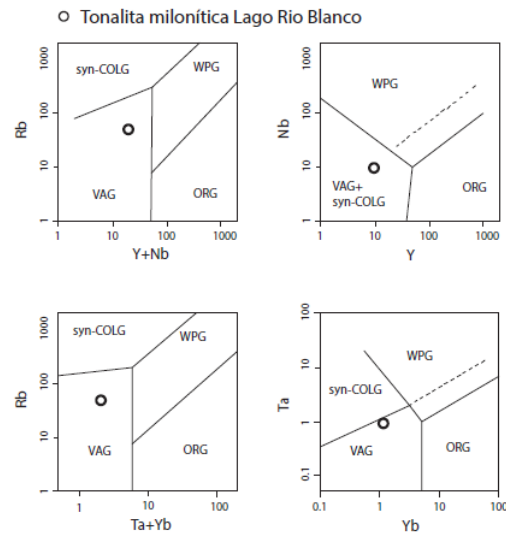 Tonalita milonítica Lago Rio Blanco
1000
100
10
1
Rb
syn-COLG
WPG
VAG
ORG
1 10 100 1000
Y+Nb
1000
100
10
1
Nb
WPG
VAG+
syn-COLG
ORG
1 10 100 1000
Y
1000
100
10
1
Rb
syn-COLG
WPG
VAG
ORG
1 10 100
Ta+Yb
100
10
1
0.1
Ta
WPG
syn-COLG
VAG
ORG
0.1 1 10 100
Yb